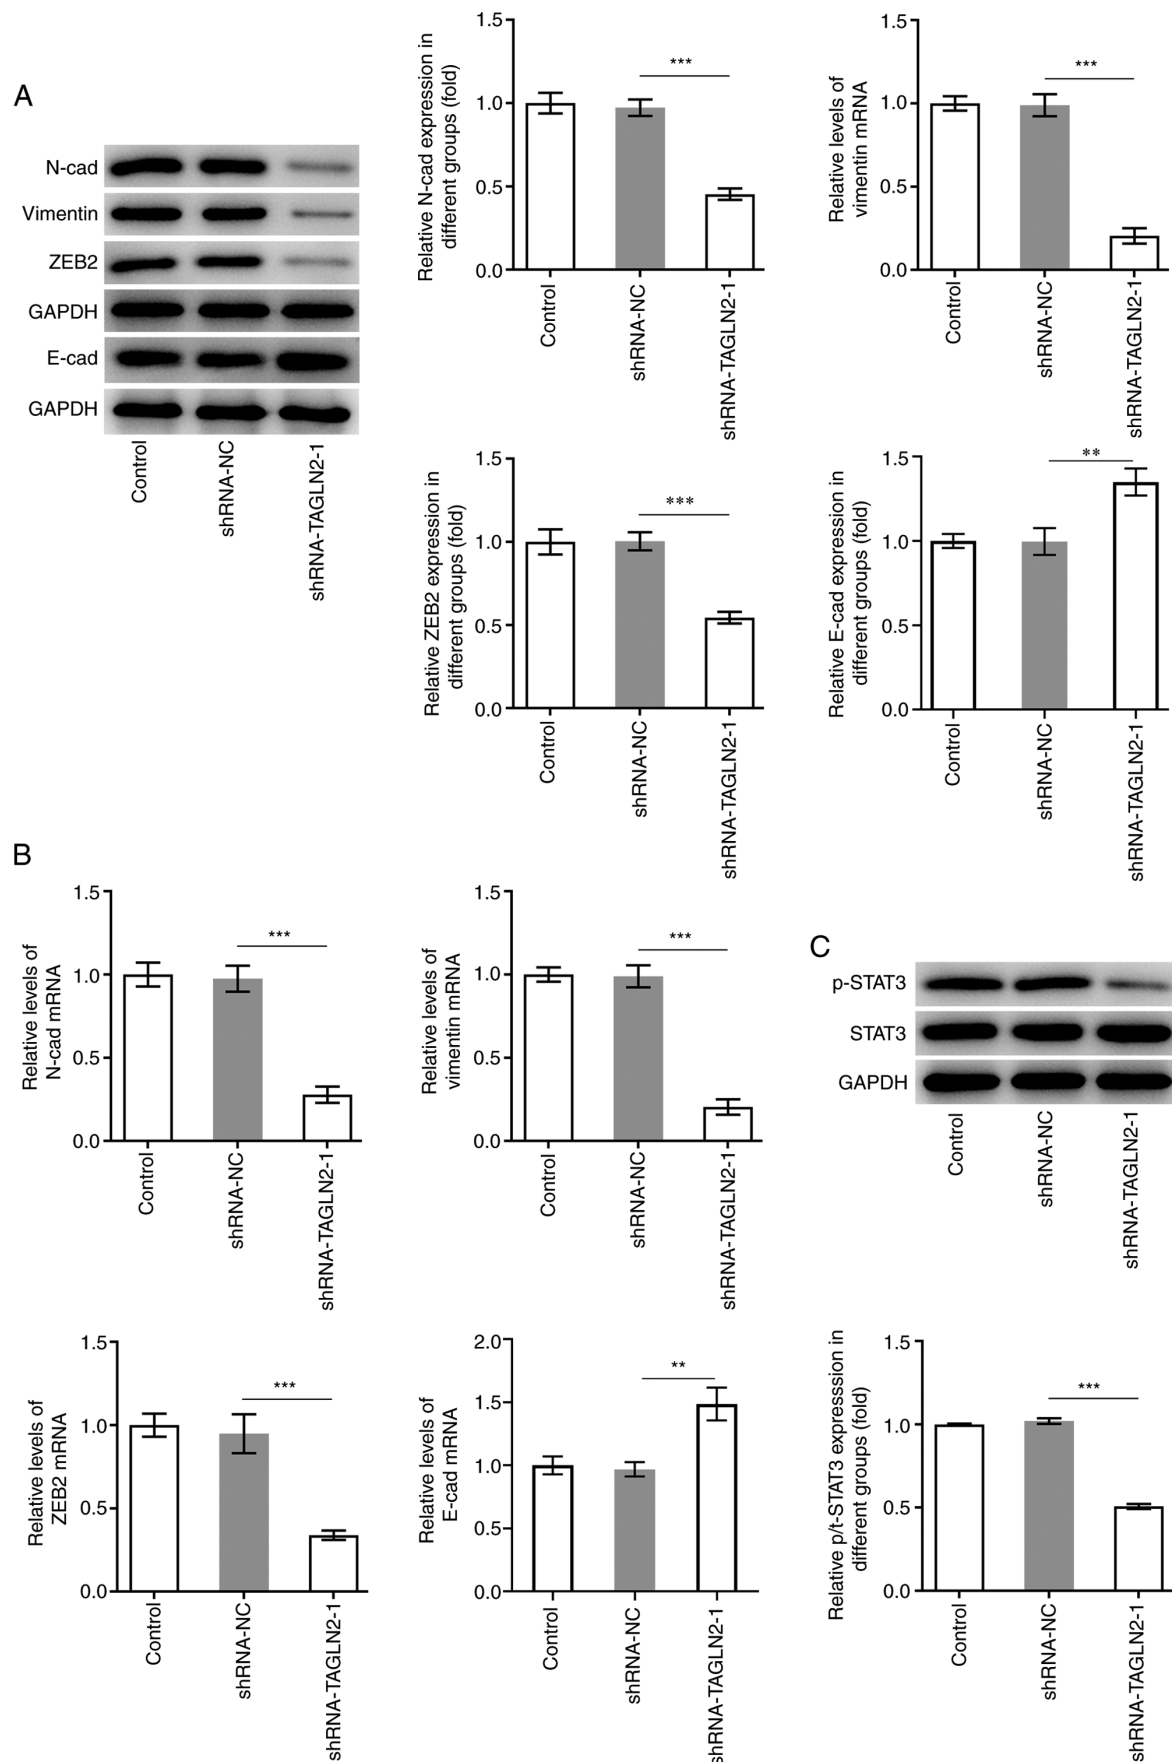 A
N-cad
Vimentin
ZEB2
GAPDH
E-cad
GAPDH
Control
shRNA-NC
shRNA-TAGLN2-1
Relative N-cad expression in
different groups (fold)
1.5
1.0
0.5
0.0
***
Control
shRNA-NC
shRNA-TAGLN2-1
Relative levels of
vimentin mRNA
1.5
1.0
0.5
0.0
***
Control
shRNA-NC
shRNA-TAGLN2-1
Relative ZEB2 expression in
different groups (fold)
1.5
1.0
0.5
0.0
***
Control
shRNA-NC
shRNA-TAGLN2-1
Relative E-cad expression in
different groups (fold)
1.5
1.0
0.5
0.0
**
Control
shRNA-NC
shRNA-TAGLN2-1
B
Relative levels of
N-cad mRNA
1.5
1.0
0.5
0.0
***
Control
shRNA-NC
shRNA-TAGLN2-1
Relative levels of
vimentin mRNA
1.5
1.0
0.5
0.0
***
Control
shRNA-NC
shRNA-TAGLN2-1
C
p-STAT3
STAT3
GAPDH
Control
shRNA-NC
shRNA-TAGLN2-1
Relative levels of
ZEB2 mRNA
1.5
1.0
0.5
0.0
***
Control
shRNA-NC
shRNA-TAGLN2-1
Relative levels of
E-cad mRNA
2.0
1.5
1.0
0.5
0.0
**
Control
shRNA-NC
shRNA-TAGLN2-1
Relative p/t-STAT3 expresssion in
different groups (fold)
1.5
1.0
0.5
0.0
***
Control
shRNA-NC
shRNA-TAGLN2-1